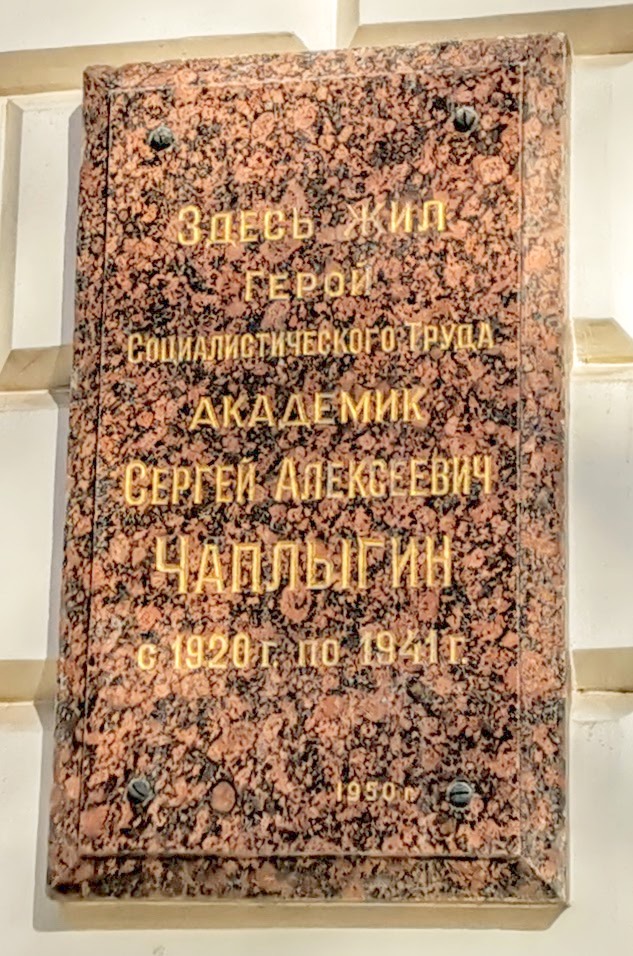 Здесь жил
Герой
Социалистического Труда
академик
Сергей Алексеевич
Чаплыгин
с 1920 г. по 1941 г.
1950 г